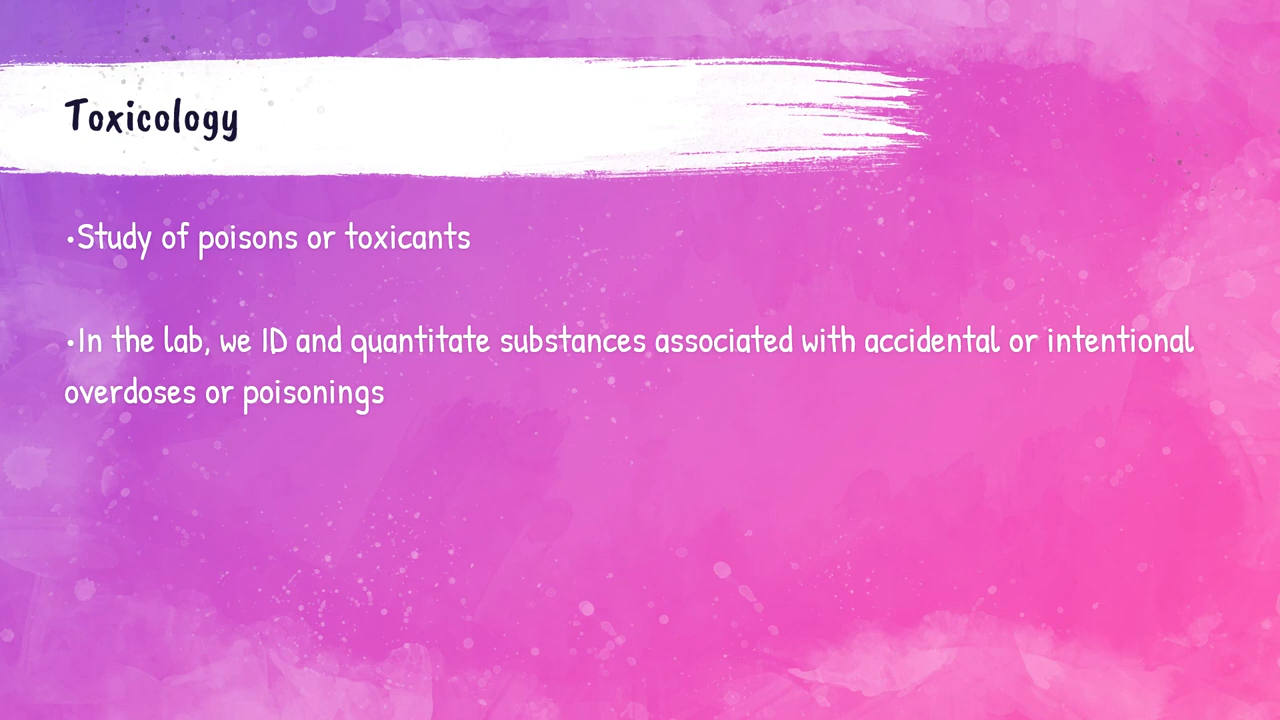 Toxicology
•Study of poisons or toxicants
•In the lab, we ID and quantitate substances associated with accidental or intentional
overdoses or poisonings